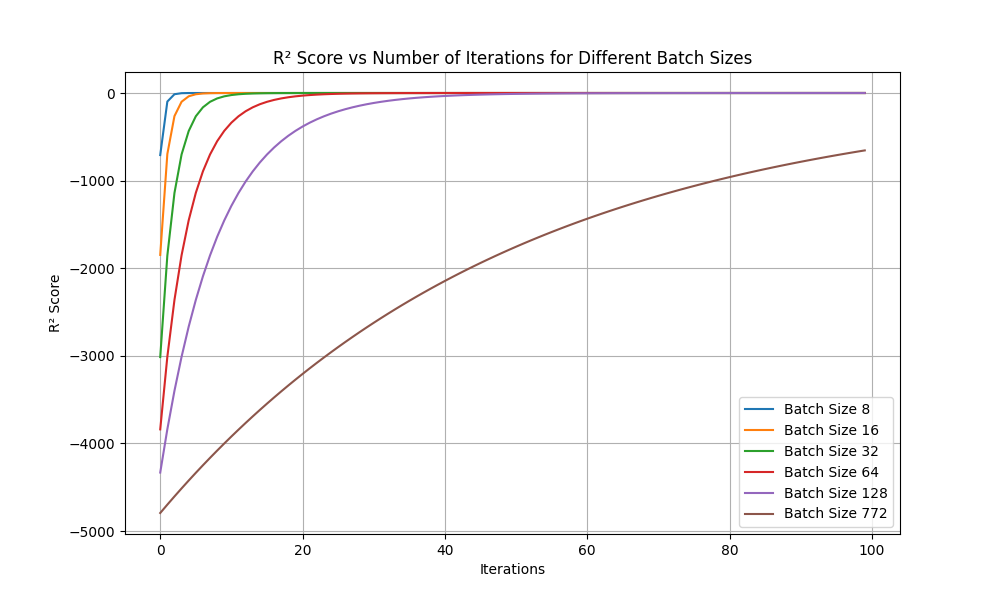 R² Score vs Number of Iterations for Different Batch Sizes
R² Score
0
−1000
−2000
−3000
−4000
−5000
0 20 40 60 80 100
Iterations
Batch Size 8
Batch Size 16
Batch Size 32
Batch Size 64
Batch Size 128
Batch Size 772